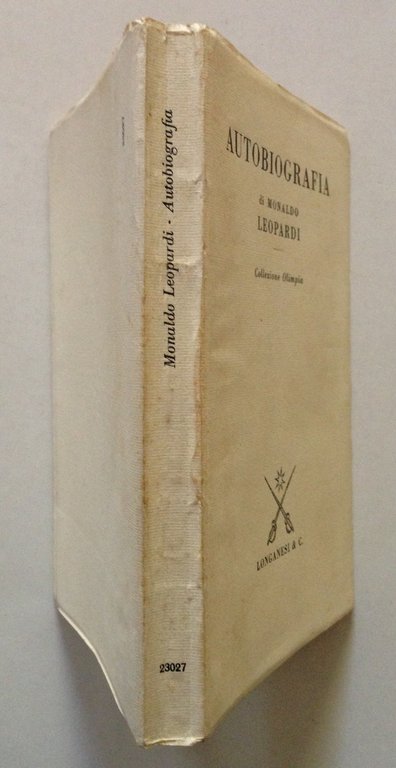 Monaldo Leopardi · Autobiografia
23027
AUTOBIOGRAFIA
di MONALDO
LEOPARDI
Collezione Olimpia
LONGANESI & C.